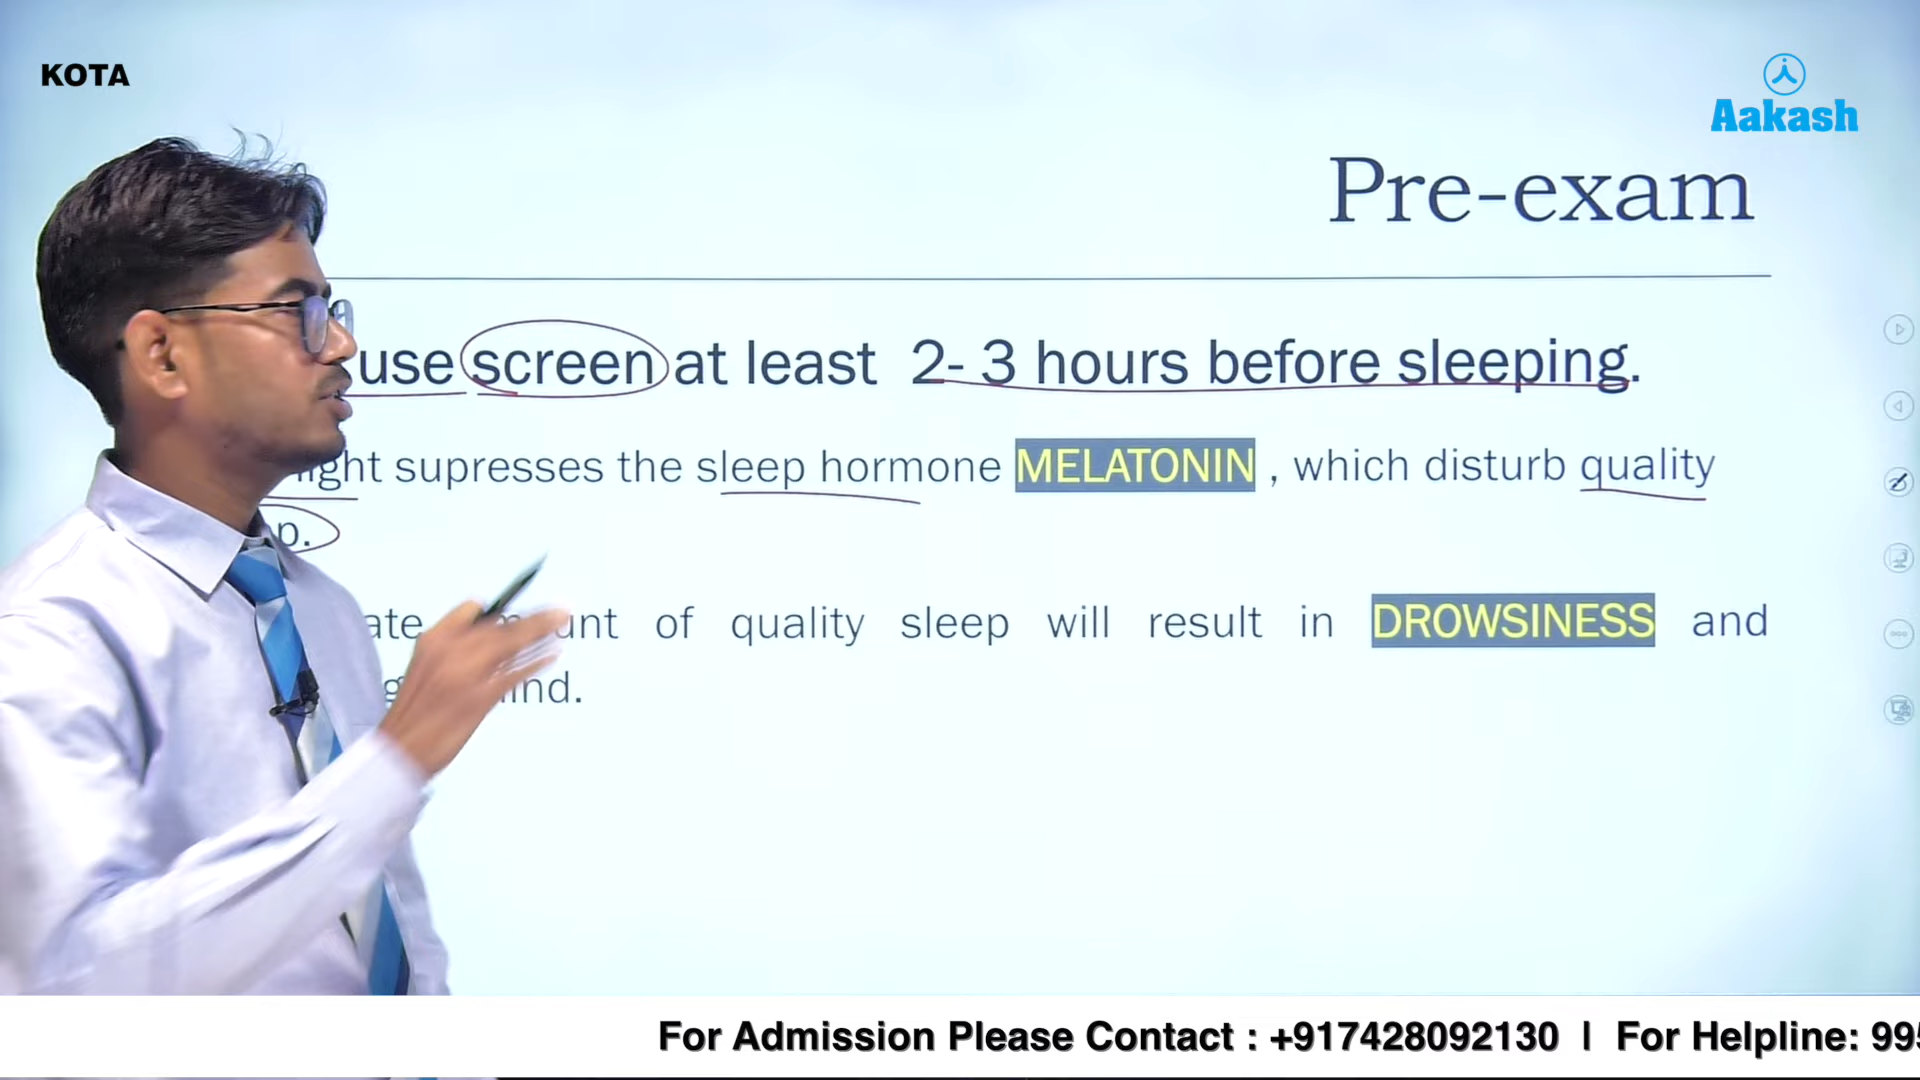 KOTA
Aakash
Pre-exam
use screen at least 2- 3 hours before sleeping.
supresses the sleep hormone MELATONIN , which disturb quality
of quality sleep will result in DROWSINESS and
For Admission Please Contact : +917428092130 | For Helpline: 995